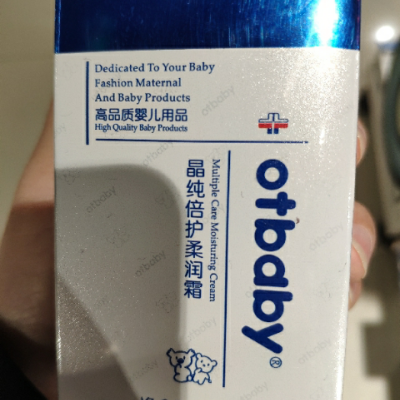 Dedicated To Your Baby
Fashion Maternal
And Baby Products
高品质婴儿用品
High Quality Baby Products
otbaby®
Multiple Care Moisturing Cream
晶纯倍护柔润霜